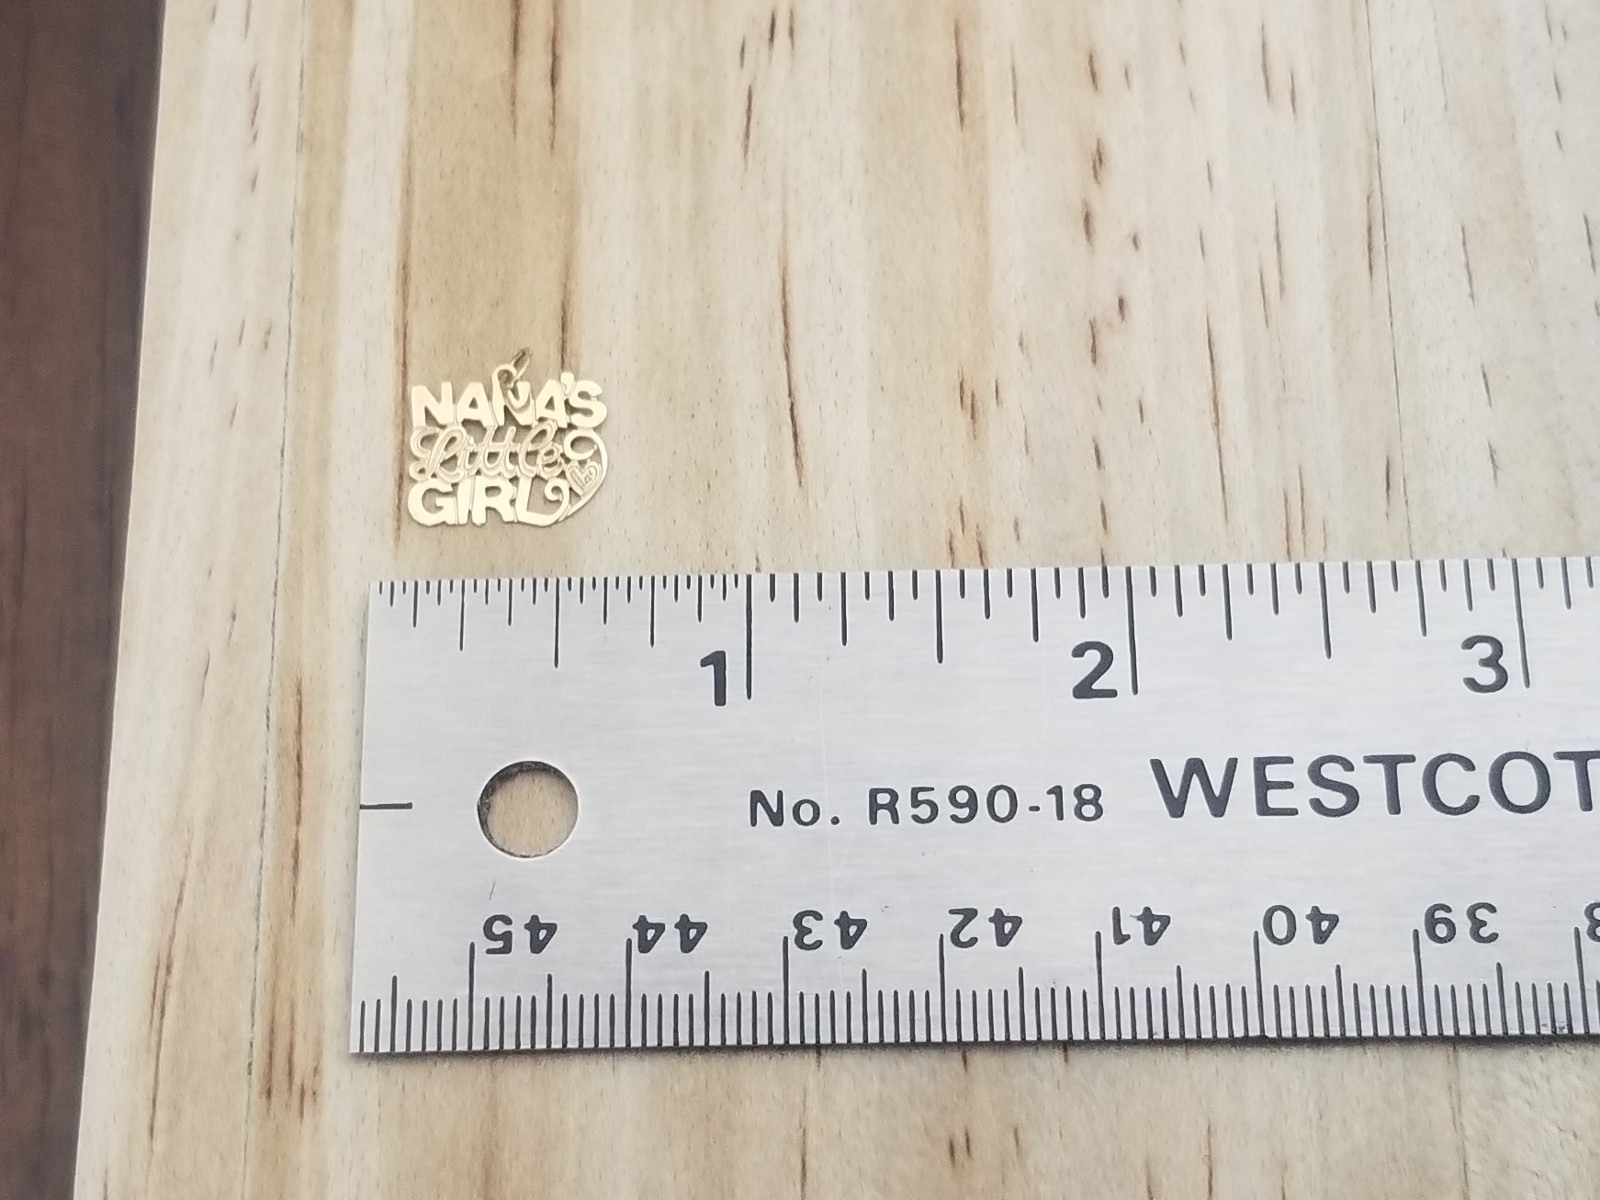 NANA'S
Little
GIRL
1 2 3
No. R590-18 WESTCOT
45 44 43 42 41 40 39